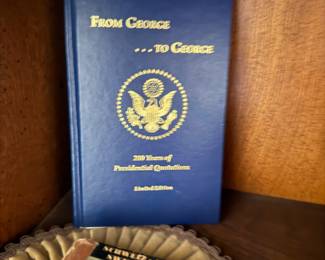 From George
. . . to George
200 Years of
Presidential Quotations
Limited Edition